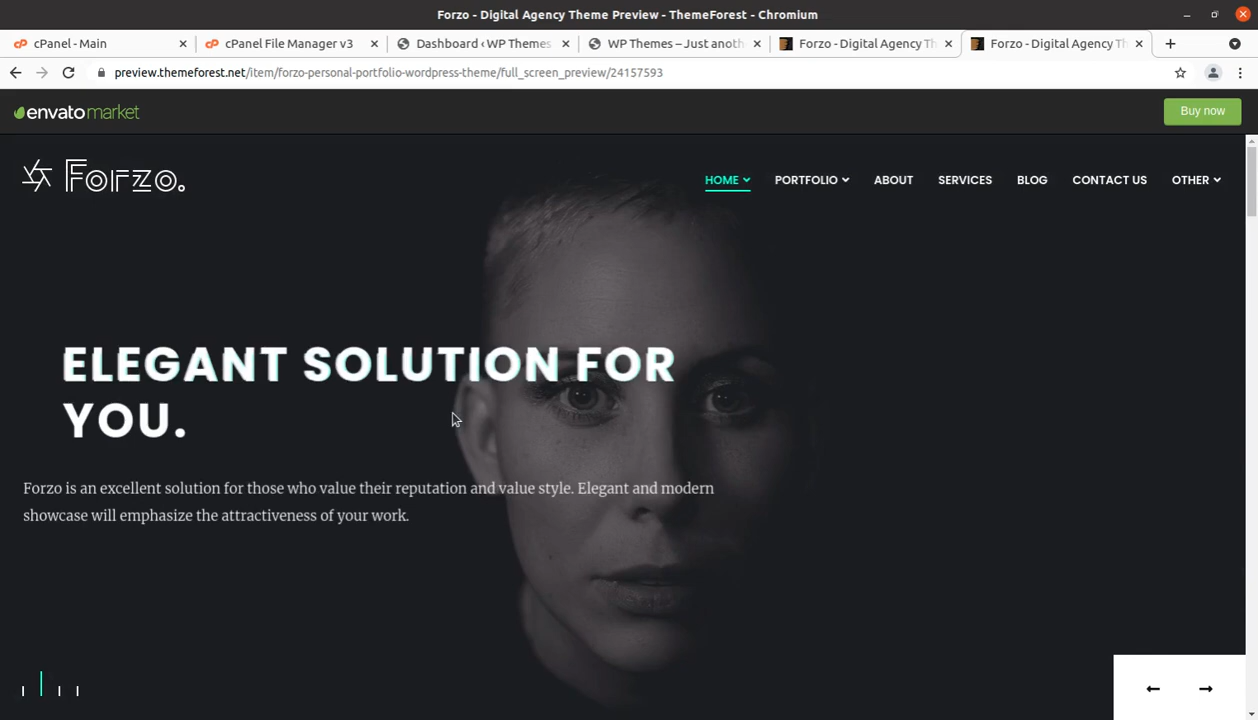 Forzo - Digital Agency Theme Preview - ThemeForest - Chromium
cPanel - Main
cPanel File Manager v3
Dashboard ‹ WP Themes
WP Themes – Just anoth
Forzo - Digital Agency Th
Forzo - Digital Agency Th
preview.themeforest.net/item/forzo-personal-portfolio-wordpress-theme/full_screen_preview/24157593
envatomarket
Buy now
Forzo.
HOME
PORTFOLIO
ABOUT
SERVICES
BLOG
CONTACT US
OTHER
ELEGANT SOLUTION FOR
YOU.
Forzo is an excellent solution for those who value their reputation and value style. Elegant and modern
showcase will emphasize the attractiveness of your work.